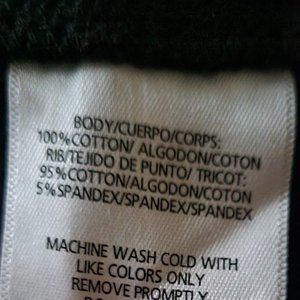 BODY/CUERPO/CORPS:
100%COTTON/ ALGODON/COTON
RIB/TEJIDO DE PUNTO/ TRICOT:
95%COTTON/ALGODON/COTON
5%SPANDEX/SPANDEX/SPANDEX
MACHINE WASH COLD WITH
LIKE COLORS ONLY
REMOVE PROMPTLY